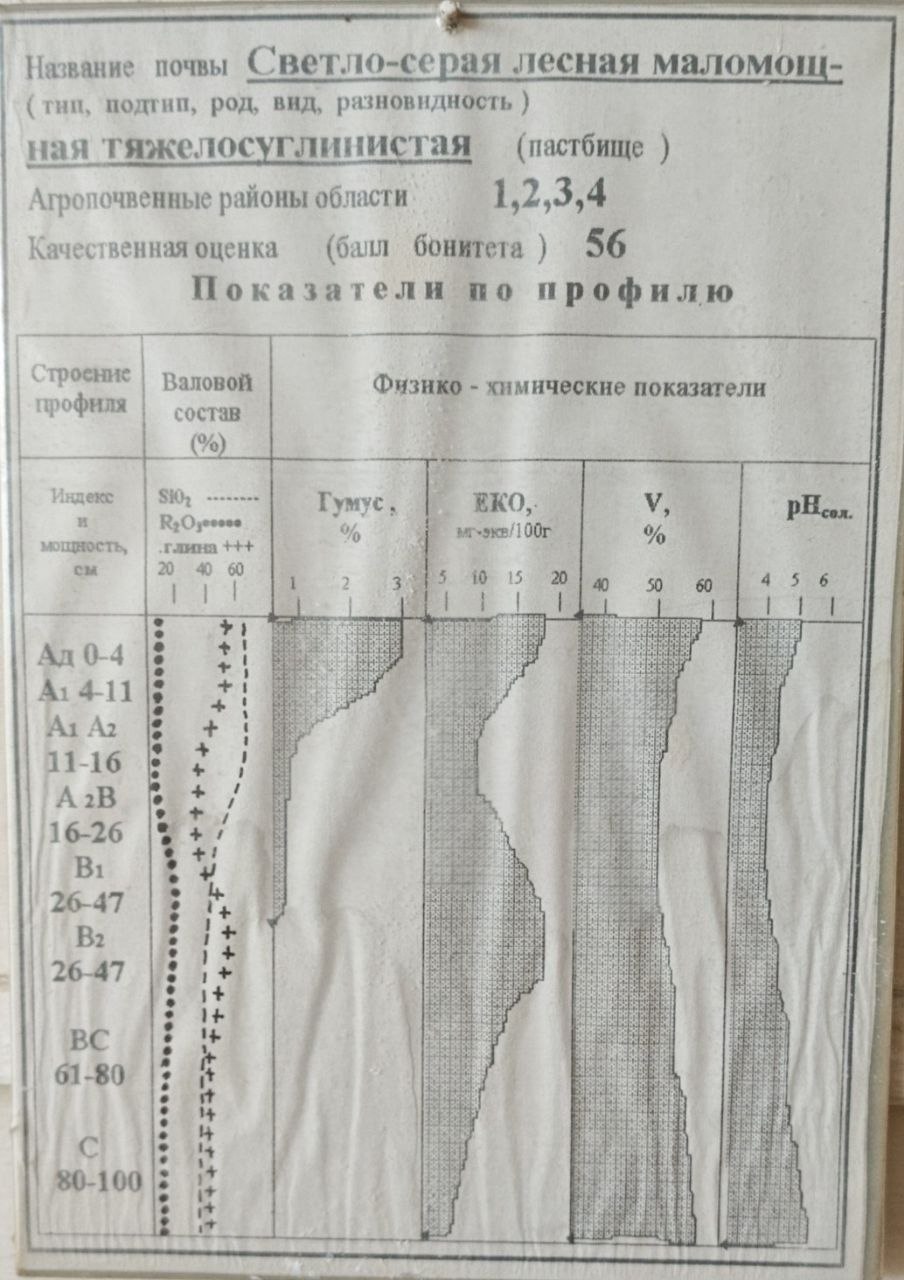 Название почвы Светло-серая лесная маломощ-
( тип, подтип, род, вид, разновидность )
ная тяжелосуглинистая (пастбище )
Агропочвенные районы области 1,2,3,4
Качественная оценка (балл бонитета ) 56
Показатели по профилю
Строение профиля
Валовой состав (%)
Физико - химические показатели
Индекс
и
мощность,
см
SiO₂ --------
R₂O₃•••••
.глина +++
20 40 60
Гумус ,
%
1 2 3
ЕКО,
мг-экв/100г
5 10 15 20
V,
%
40 50 60
pHсол.
4 5 6
Ад 0-4
А₁ 4-11
А₁ А₂
11-16
А ₂В
16-26
В₁
26-47
В₂
26-47
ВС
61-80
С
80-100